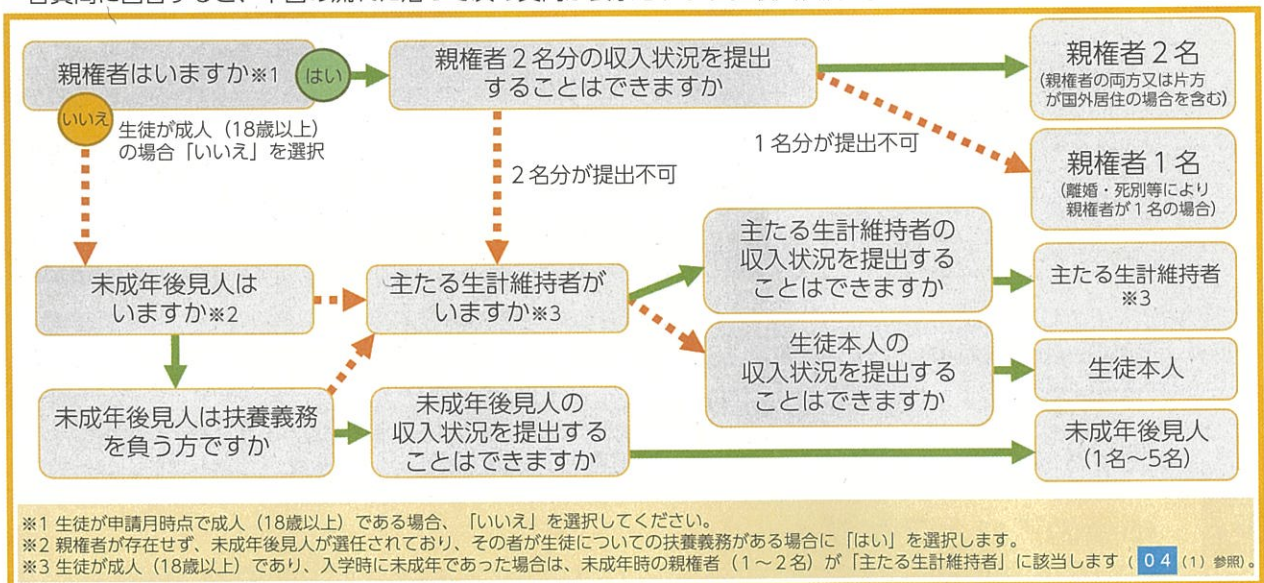 親権者はいますか※1
はい
いいえ
生徒が成人（18歳以上）
の場合「いいえ」を選択
親権者２名分の収入状況を提出
することはできますか
２名分が提出不可
１名分が提出不可
親権者２名
(親権者の両方又は片方
が国外居住の場合を含む)
親権者１名
(離婚・死別等により
親権者が１名の場合)
未成年後見人は
いますか※2
主たる生計維持者が
いますか※3
主たる生計維持者の
収入状況を提出する
ことはできますか
主たる生計維持者
※3
生徒本人の
収入状況を提出する
ことはできますか
生徒本人
未成年後見人は扶養義務
を負う方ですか
未成年後見人の
収入状況を提出する
ことはできますか
未成年後見人
(1名～5名)
※1 生徒が申請月時点で成人（18歳以上）である場合、「いいえ」を選択してください。
※2 親権者が存在せず、未成年後見人が選任されており、その者が生徒についての扶養義務がある場合に「はい」を選択します。
※3 生徒が成人（18歳以上）であり、入学時に未成年であった場合は、未成年時の親権者（１～２名）が「主たる生計維持者」に該当します（ 04 (1) 参照）。